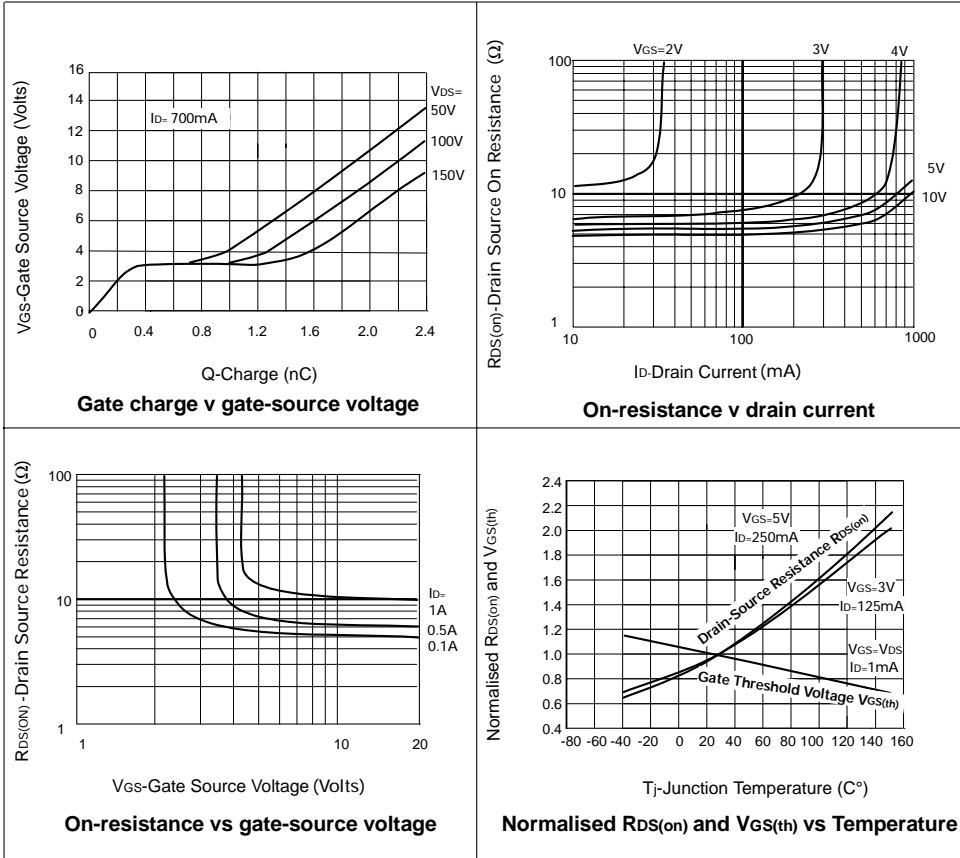 VGS-Gate Source Voltage (Volts)
16
14
12
10
8
6
4
2
0
ID= 700mA
VDS=
50V
100V
150V
0
0.4
0.8
1.2
1.6
2.0
2.4
Q-Charge (nC)
Gate charge v gate-source voltage
RDS(on)-Drain Source On Resistance (Ω)
VGS=2V
3V
4V
5V
10V
100
10
1
10
100
1000
ID-Drain Current (mA)
On-resistance v drain current
RDS(ON) -Drain Source Resistance (Ω)
100
10
1
ID=
1A
0.5A
0.1A
1
10
20
VGS-Gate Source Voltage (Volts)
On-resistance vs gate-source voltage
Normalised RDS(on) and VGS(th)
2.4
2.2
2.0
1.8
1.6
1.4
1.2
1.0
0.8
0.6
0.4
VGS=5V
ID=250mA
Drain-Source Resistance RDS(on)
VGS=3V
ID=125mA
VGS=VDS
ID=1mA
Gate Threshold Voltage VGS(th)
-80 -60 -40 -20 0 20 40 60 80 100 120 140 160
Tj-Junction Temperature (C°)
Normalised RDS(on) and VGS(th) vs Temperature